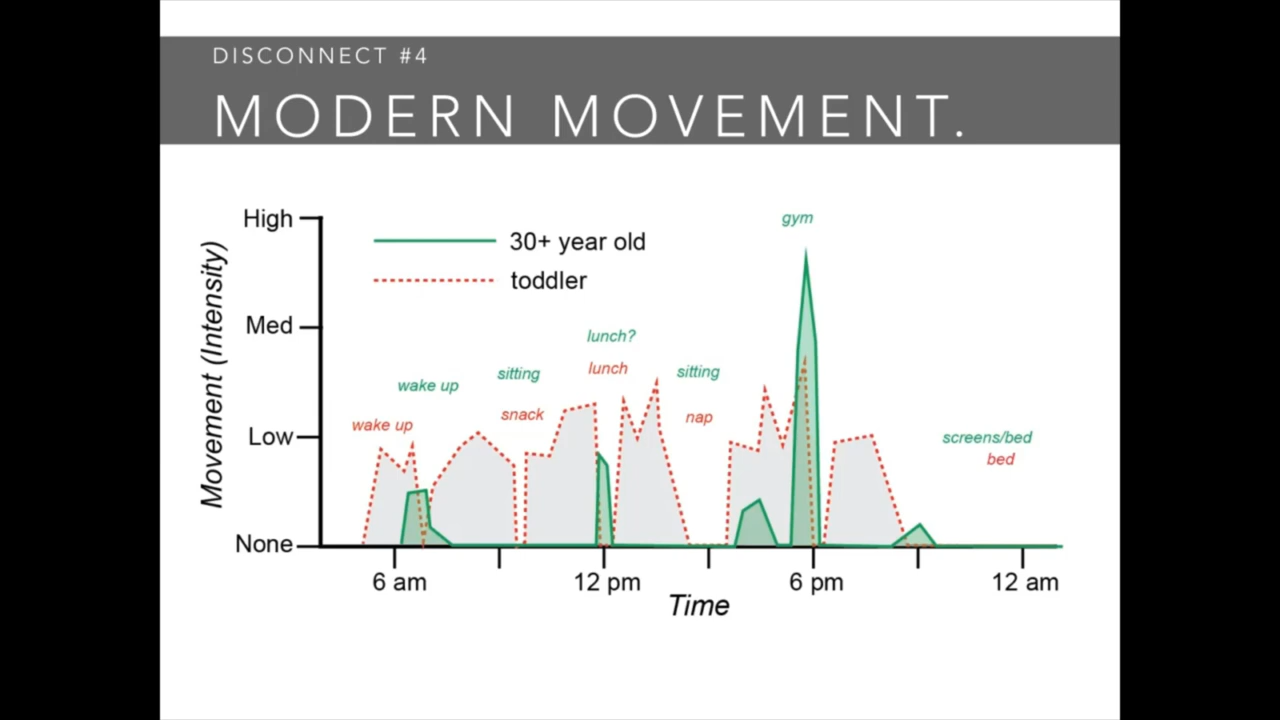 DISCONNECT #4
MODERN MOVEMENT.
High
Med
Low
None
Movement (Intensity)
30+ year old
toddler
gym
lunch?
lunch
wake up
wake up
sitting
snack
sitting
nap
screens/bed
bed
6 am
12 pm
6 pm
12 am
Time